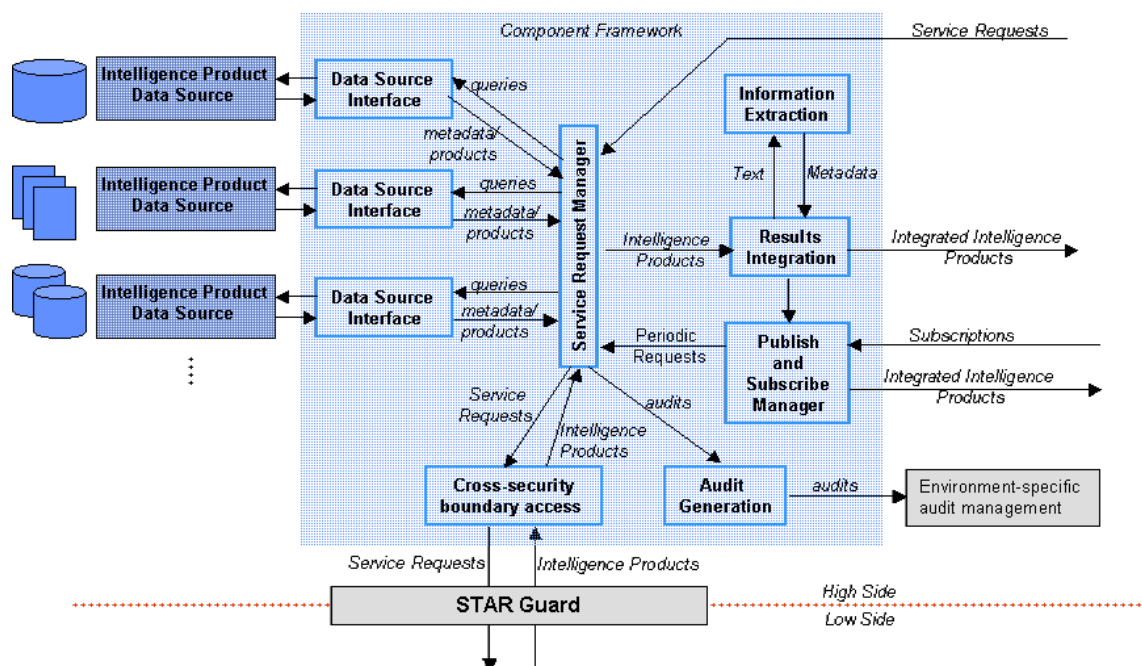 Component Framework
Service Requests
Intelligence Product
Data Source
Data Source
Interface
queries
metadata/
products
Information
Extraction
Text
Metadata
Service Request Manager
Intelligence Product
Data Source
Data Source
Interface
queries
metadata/
products
Intelligence
Products
Results
Integration
Integrated Intelligence
Products
Intelligence Product
Data Source
Data Source
Interface
queries
metadata/
products
Periodic
Requests
Publish
and
Subscribe
Manager
Subscriptions
Integrated Intelligence
Products
Service
Requests
Intelligence
Products
audits
Cross-security
boundary access
Audit
Generation
audits
Environment-specific
audit management
Service Requests
Intelligence Products
STAR Guard
High Side
Low Side